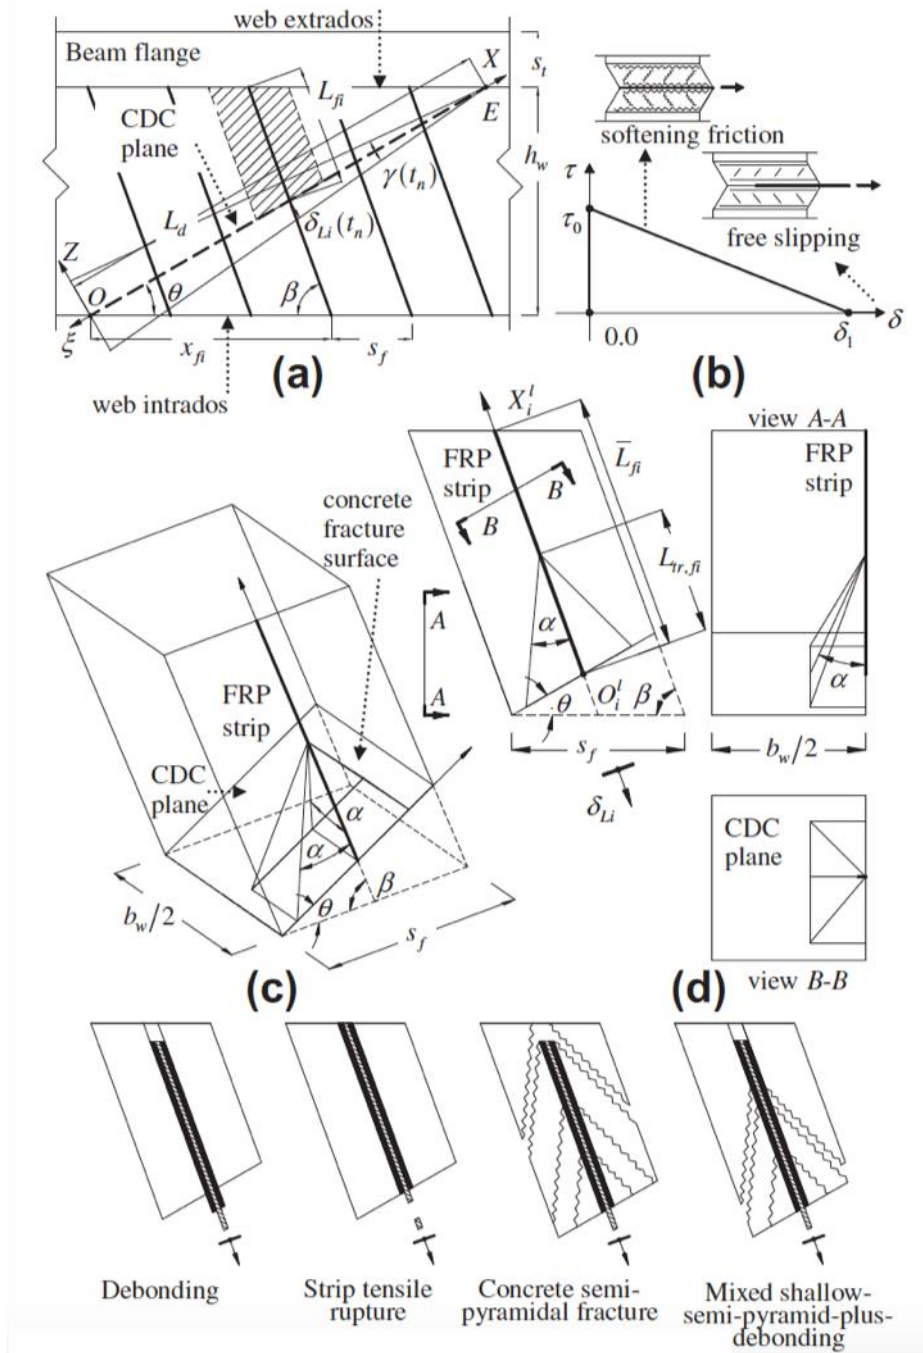 web extrados
Beam flange
X
s_t
L_fi
E
CDC
plane
h_w
γ(t_n)
L_d
δ_Li(t_n)
Z
O
θ
β
ξ
x_fi
s_f
(a)
web intrados
softening friction
τ
τ_0
free slipping
0.0
δ_1
δ
(b)
FRP
strip
concrete
fracture
surface
CDC
plane
α
α
θ
β
b_w/2
s_f
(c)
X_i^l
FRP
strip
L̅_fi
B
B
A
A
L_tr,fi
α
θ
O_i^l
β
s_f
δ_Li
view A-A
FRP
strip
α
b_w/2
CDC
plane
(d)
view B-B
Debonding
Strip tensile
rupture
Concrete semi-
pyramidal fracture
Mixed shallow-
semi-pyramid-plus-
debonding